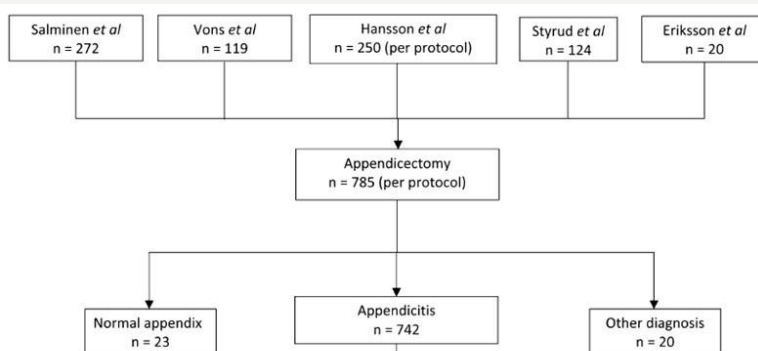 Salminen et al
n = 272
Vons et al
n = 119
Hansson et al
n = 250 (per protocol)
Styrud et al
n = 124
Eriksson et al
n = 20
Appendicectomy
n = 785 (per protocol)
Normal appendix
n = 23
Appendicitis
n = 742
Other diagnosis
n = 20